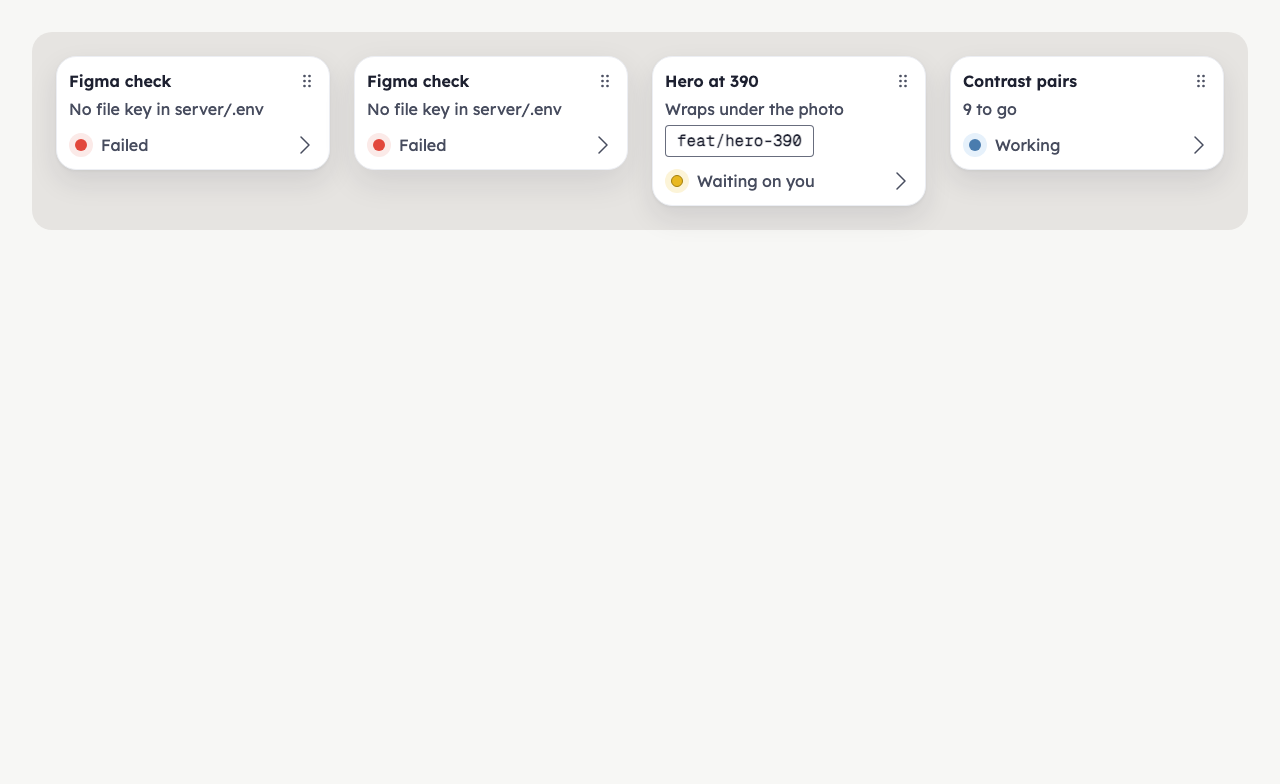 Figma check
No file key in server/.env
Failed
Figma check
No file key in server/.env
Failed
Hero at 390
Wraps under the photo
feat/hero-390
Waiting on you
Contrast pairs
9 to go
Working